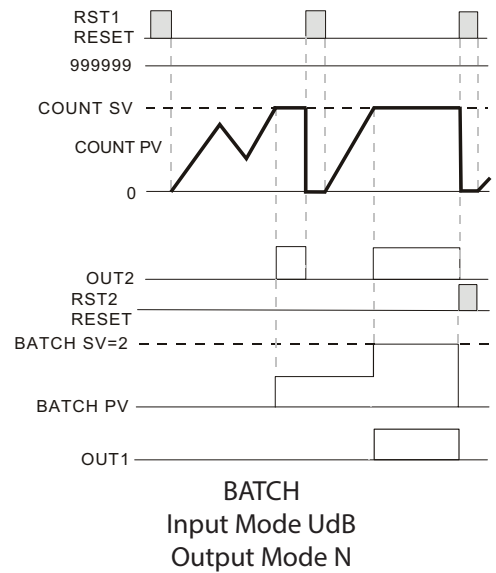 RST1
RESET
999999
COUNT SV
COUNT PV
0
OUT2
RST2
RESET
BATCH SV=2
BATCH PV
OUT1
BATCH
Input Mode UdB
Output Mode N